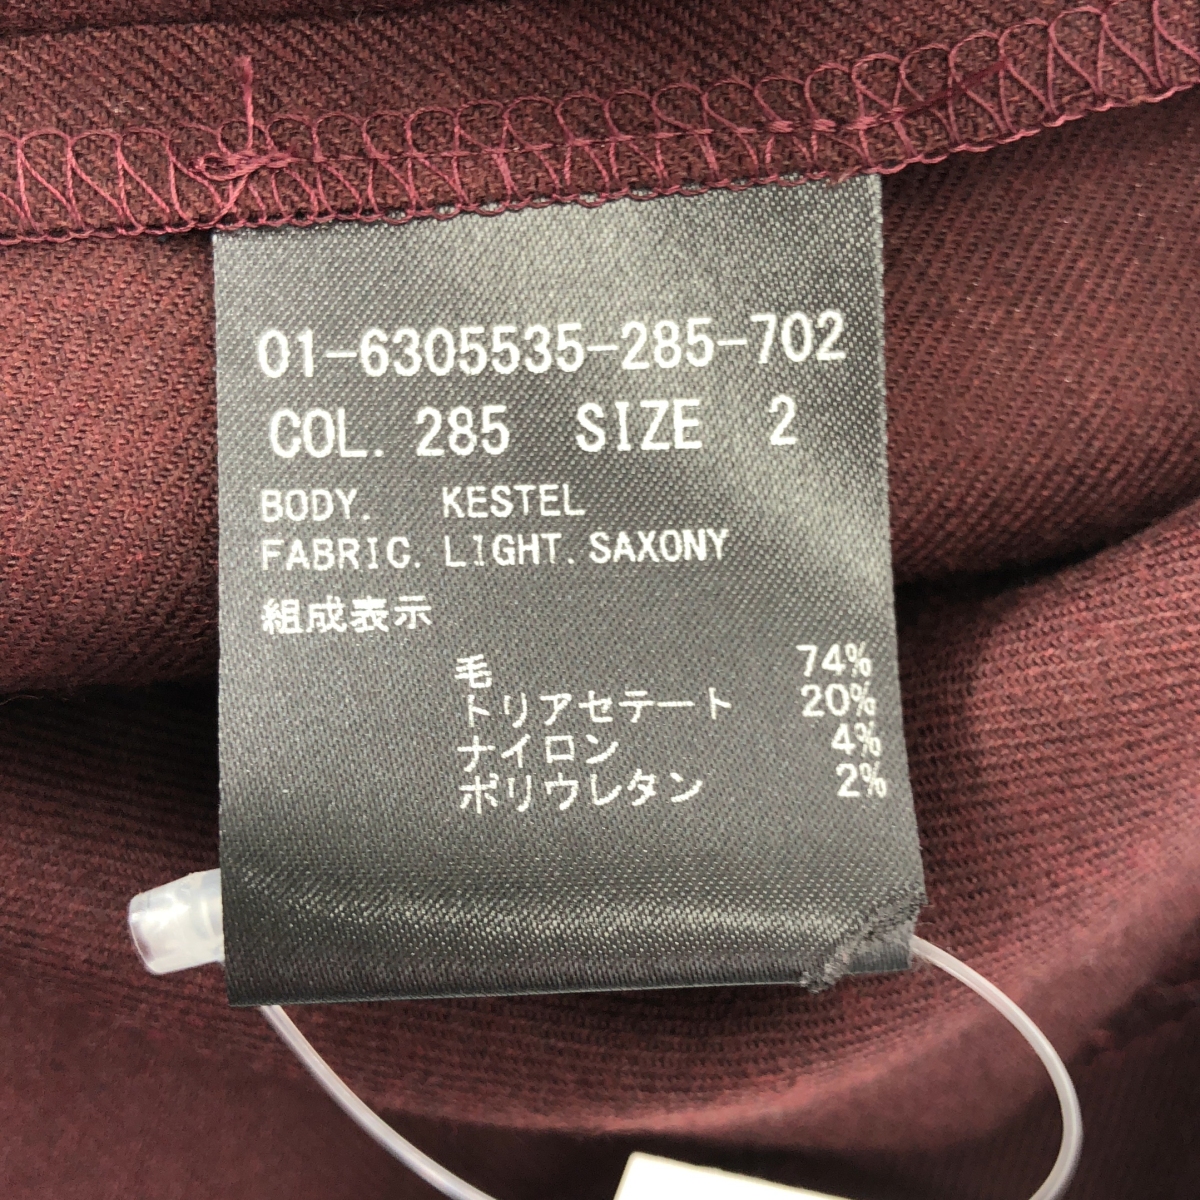 01-6305535-285-702
COL. 285 SIZE 2
BODY. KESTEL
FABRIC. LIGHT. SAXONY
組成表示
毛 74%
トリアセテート 20%
ナイロン 4%
ポリウレタン 2%